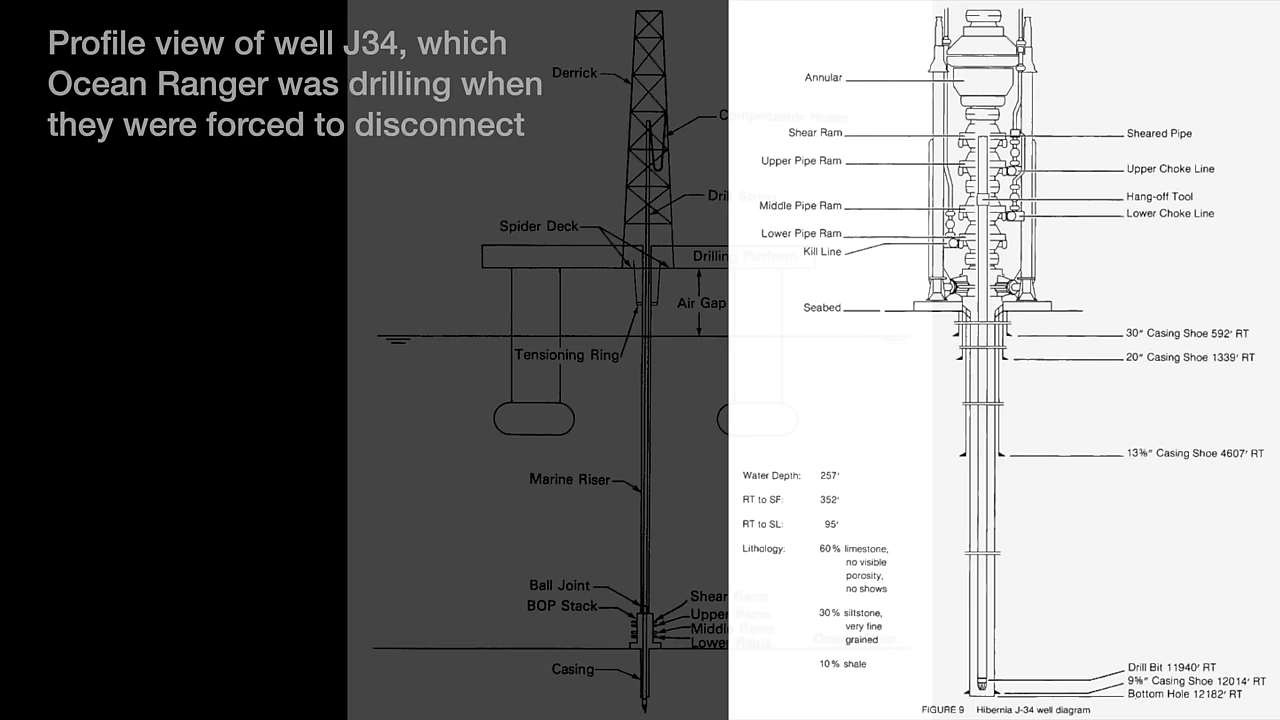 Profile view of well J34, which
Ocean Ranger was drilling when
they were forced to disconnect
Derrick
Compensator Hoses
Drill String
Spider Deck
Drilling Platform
Air Gap
Tensioning Ring
Marine Riser
Ball Joint
BOP Stack
Shear Rams
Upper Rams
Middle Rams
Lower Rams
Casing
Annular
Shear Ram
Upper Pipe Ram
Middle Pipe Ram
Lower Pipe Ram
Kill Line
Seabed
Sheared Pipe
Upper Choke Line
Hang-off Tool
Lower Choke Line
30" Casing Shoe 592' RT
20" Casing Shoe 1339' RT
13⅜" Casing Shoe 4607' RT
Water Depth: 257'
RT to SF: 352'
RT to SL: 95'
Lithology: 60% limestone,
no visible
porosity,
no shows
30% siltstone,
very fine
grained
10% shale
Drill Bit 11940' RT
9⅝" Casing Shoe 12014' RT
Bottom Hole 12182' RT
FIGURE 9 Hibernia J-34 well diagram